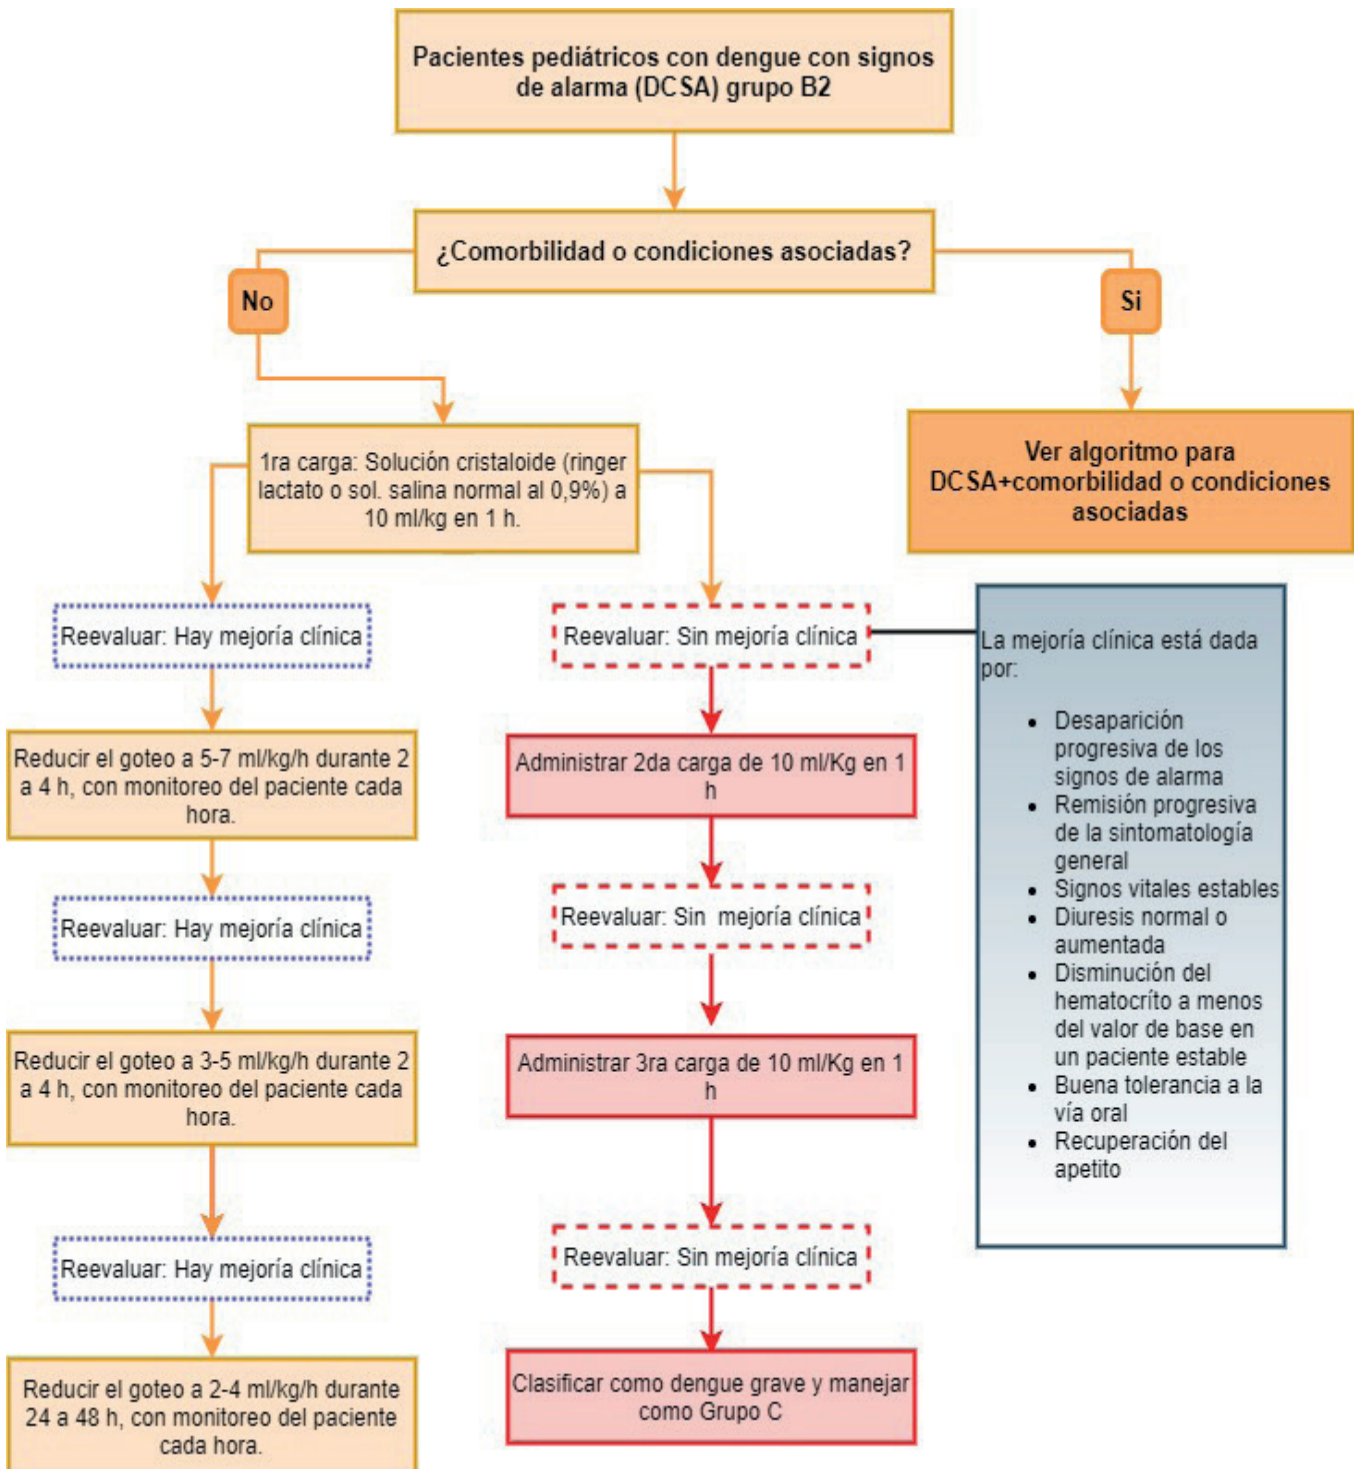 Pacientes pediátricos con dengue con signos
de alarma (DCSA) grupo B2
¿Comorbilidad o condiciones asociadas?
No
Si
1ra carga: Solución cristaloide (ringer
lactato o sol. salina normal al 0,9%) a
10 ml/kg en 1 h.
Ver algoritmo para
DCSA+comorbilidad o condiciones
asociadas
Reevaluar: Hay mejoría clínica
Reducir el goteo a 5-7 ml/kg/h durante 2
a 4 h, con monitoreo del paciente cada
hora.
Reevaluar: Hay mejoría clínica
Reducir el goteo a 3-5 ml/kg/h durante 2
a 4 h, con monitoreo del paciente cada
hora.
Reevaluar: Hay mejoría clínica
Reducir el goteo a 2-4 ml/kg/h durante
24 a 48 h, con monitoreo del paciente
cada hora.
Reevaluar: Sin mejoría clínica
Administrar 2da carga de 10 ml/Kg en 1
h
Reevaluar: Sin mejoría clínica
Administrar 3ra carga de 10 ml/Kg en 1
h
Reevaluar: Sin mejoría clínica
Clasificar como dengue grave y manejar
como Grupo C
La mejoría clínica está dada
por:
• Desaparición
progresiva de los
signos de alarma
• Remisión progresiva
de la sintomatología
general
• Signos vitales estables
• Diuresis normal o
aumentada
• Disminución del
hematocríto a menos
del valor de base en
un paciente estable
• Buena tolerancia a la
vía oral
• Recuperación del
apetito